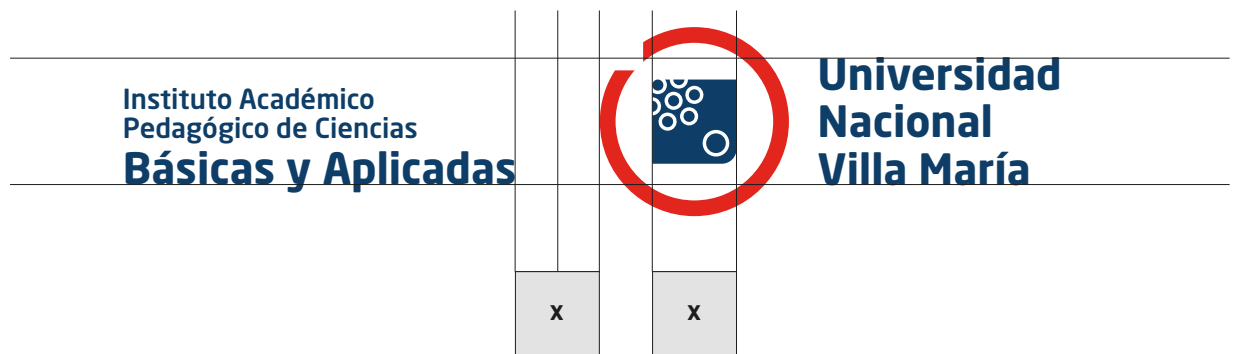 Instituto Académico
Pedagógico de Ciencias
Básicas y Aplicadas
Universidad
Nacional
Villa María
x
x